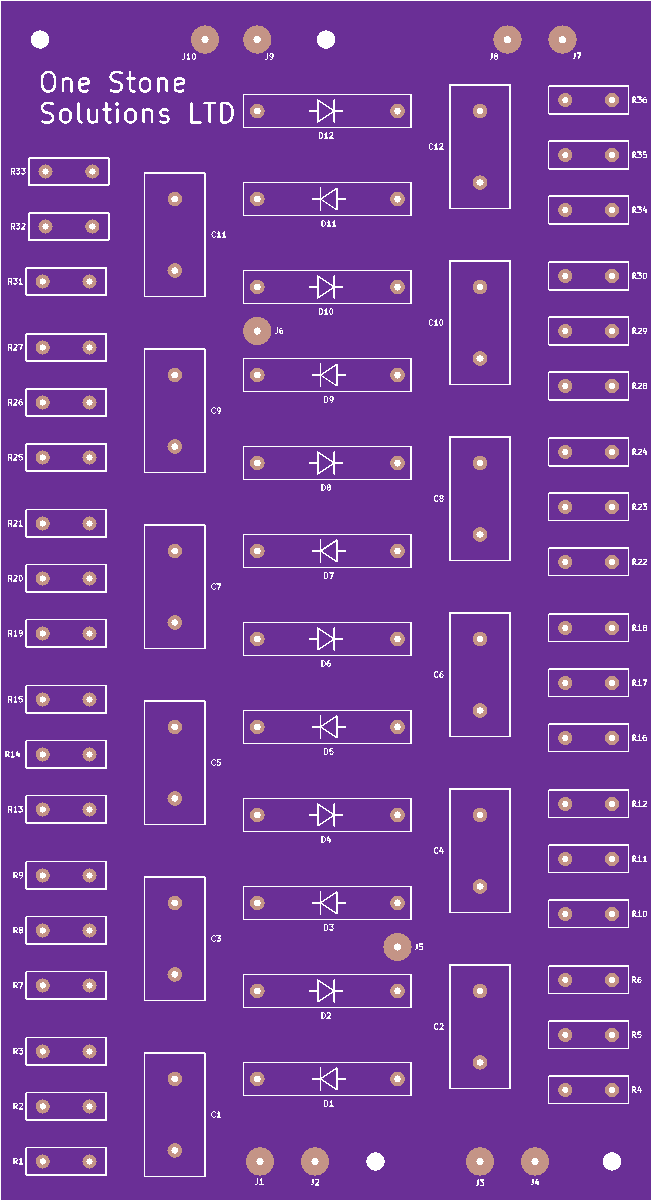 J10 J9 J8 J7
One Stone
Solutions LTD
R36
D12
C12
R35
R33
R34
D11
R32
C11
R31
R30
D10
C10
J6
R29
R27
R28
D9
R26
C9
R24
R25
D8
C8
R23
R21
R22
D7
R20
C7
R18
R19
D6
C6
R17
R15
R16
D5
R14
C5
R12
R13
D4
C4
R11
R9
R10
D3
R8
C3
J5
R6
R7
D2
C2
R5
R3
R4
D1
R2
C1
R1
J1 J2 J3 J4